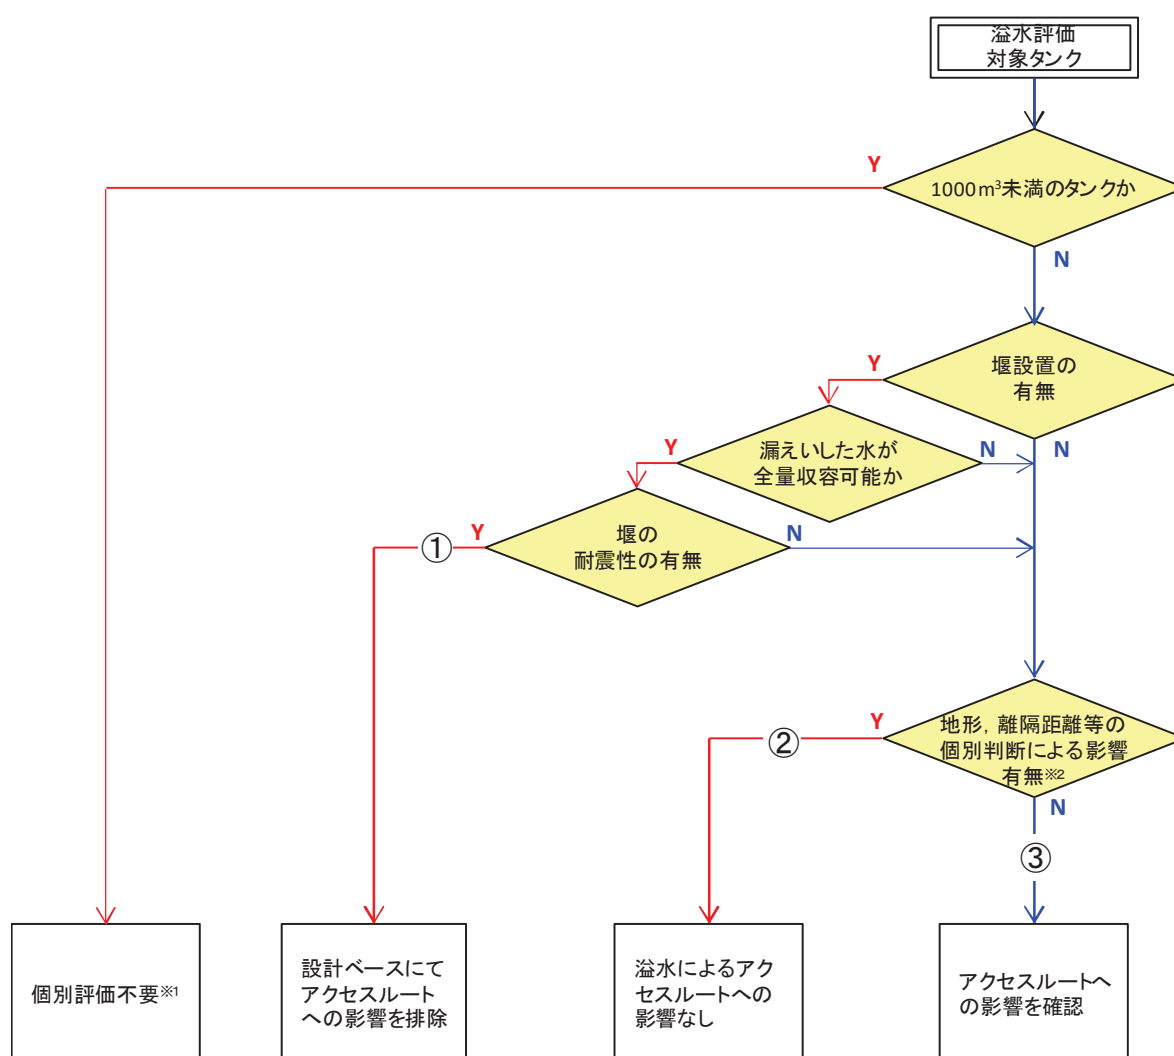 溢水評価
対象タンク
Y
1000m³未満のタンクか
N
Y
堰設置の
有無
N
Y
漏えいした水が
全量収容可能か
N
①
Y
堰の
耐震性の有無
N
②
Y
地形，離隔距離等の
個別判断による影響
有無※2
N
③
個別評価不要※1
設計ベースにて
アクセスルート
への影響を排除
溢水によるアク
セスルートへの
影響なし
アクセスルートへ
の影響を確認